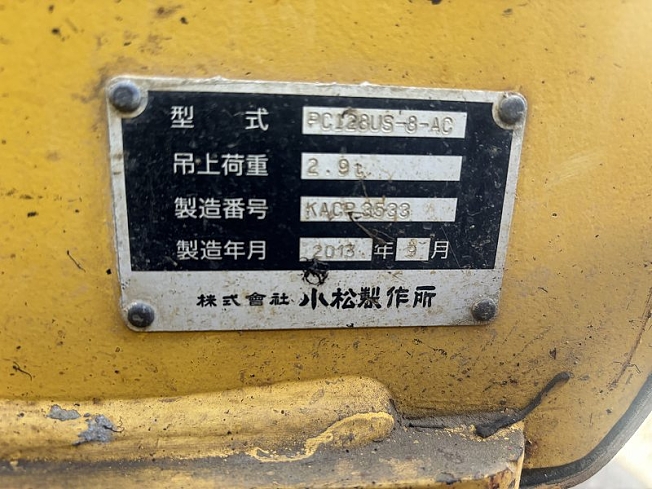 型 式 PC128US-8-AC
吊上荷重 2.9t
製造番号 KACP 3533
製造年月 2013 年 9 月
株式會社 小松製作所